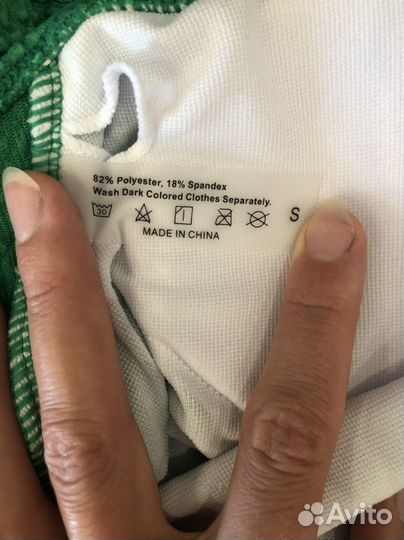 82% Polyester, 18% Spandex
Wash Dark Colored Clothes Separately.
30
S
MADE IN CHINA
Avito